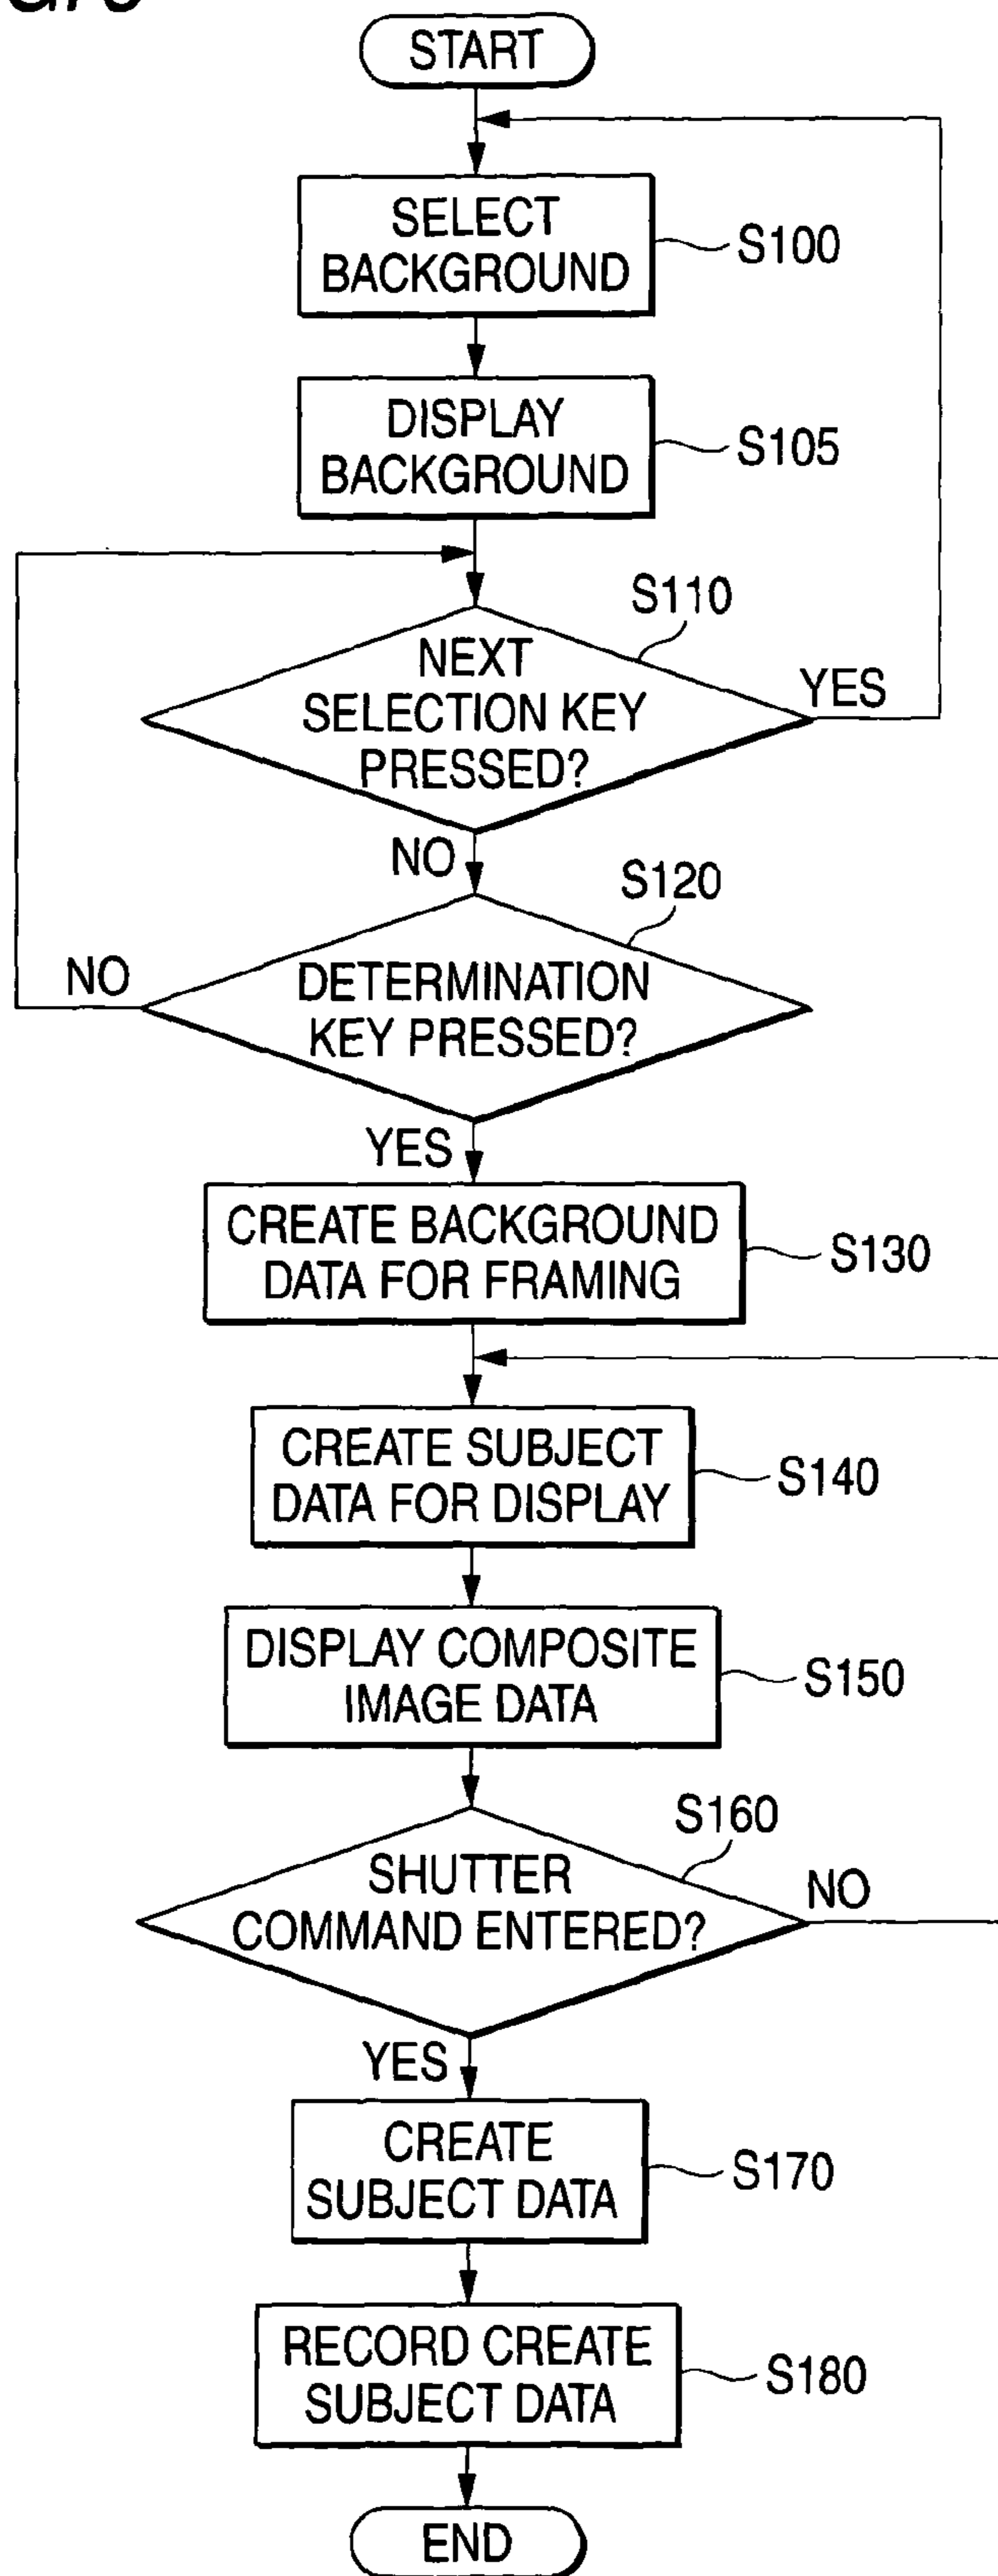 START
SELECT
BACKGROUND
S100
DISPLAY
BACKGROUND
S105
S110
NEXT
SELECTION KEY
PRESSED?
YES
NO
S120
DETERMINATION
KEY PRESSED?
NO
YES
CREATE BACKGROUND
DATA FOR FRAMING
S130
CREATE SUBJECT
DATA FOR DISPLAY
S140
DISPLAY COMPOSITE
IMAGE DATA
S150
S160
SHUTTER
COMMAND ENTERED?
NO
YES
CREATE
SUBJECT DATA
S170
RECORD CREATE
SUBJECT DATA
S180
END